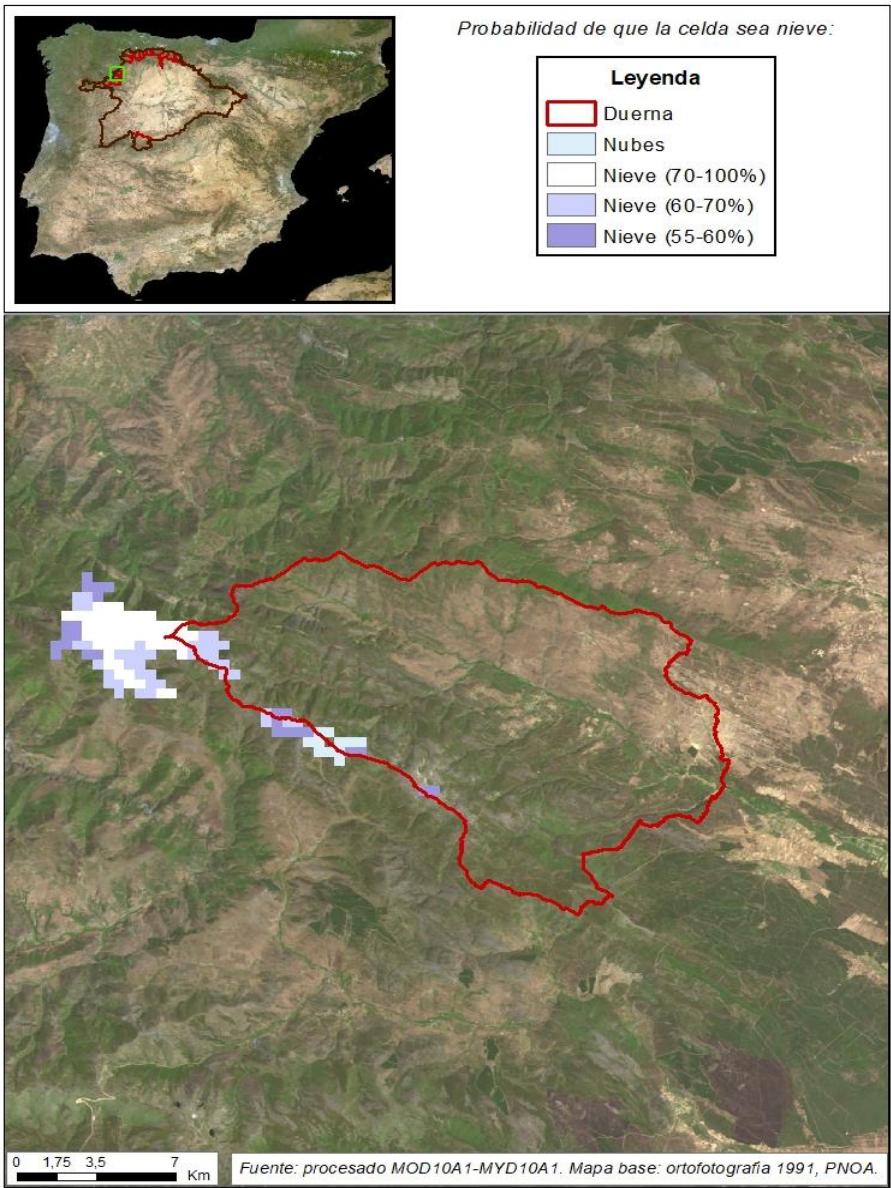 Probabilidad de que la celda sea nieve:
Leyenda
Duerna
Nubes
Nieve (70-100%)
Nieve (60-70%)
Nieve (55-60%)
0 1,75 3,5 7
Km
Fuente: procesado MOD10A1-MYD10A1. Mapa base: ortofotografía 1991, PNOA.